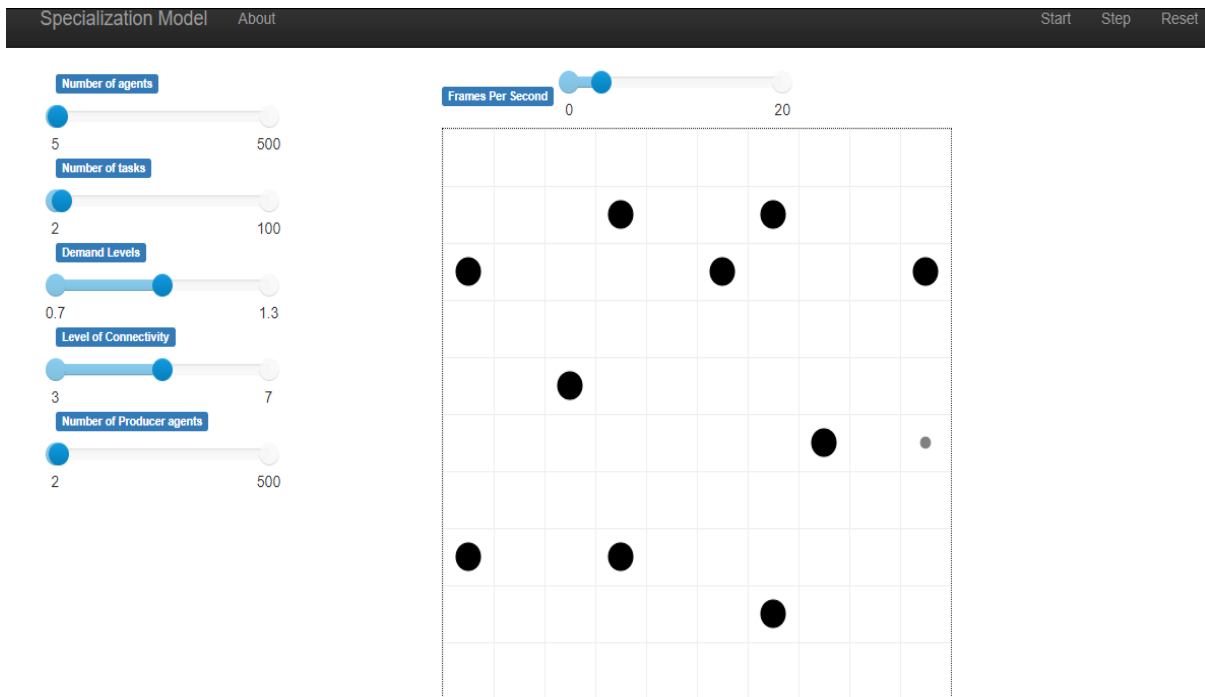 Specialization Model About Start Step Reset
Number of agents
5 500
Number of tasks
2 100
Demand Levels
0.7 1.3
Level of Connectivity
3 7
Number of Producer agents
2 500
Frames Per Second
0 20